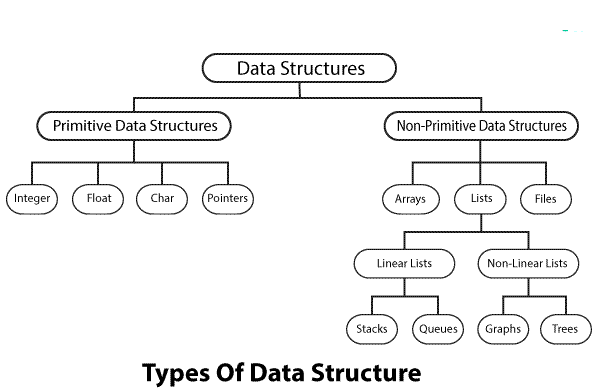 Data Structures
Primitive Data Structures
Non-Primitive Data Structures
Integer
Float
Char
Pointers
Arrays
Lists
Files
Linear Lists
Non-Linear Lists
Stacks
Queues
Graphs
Trees
Types Of Data Structure